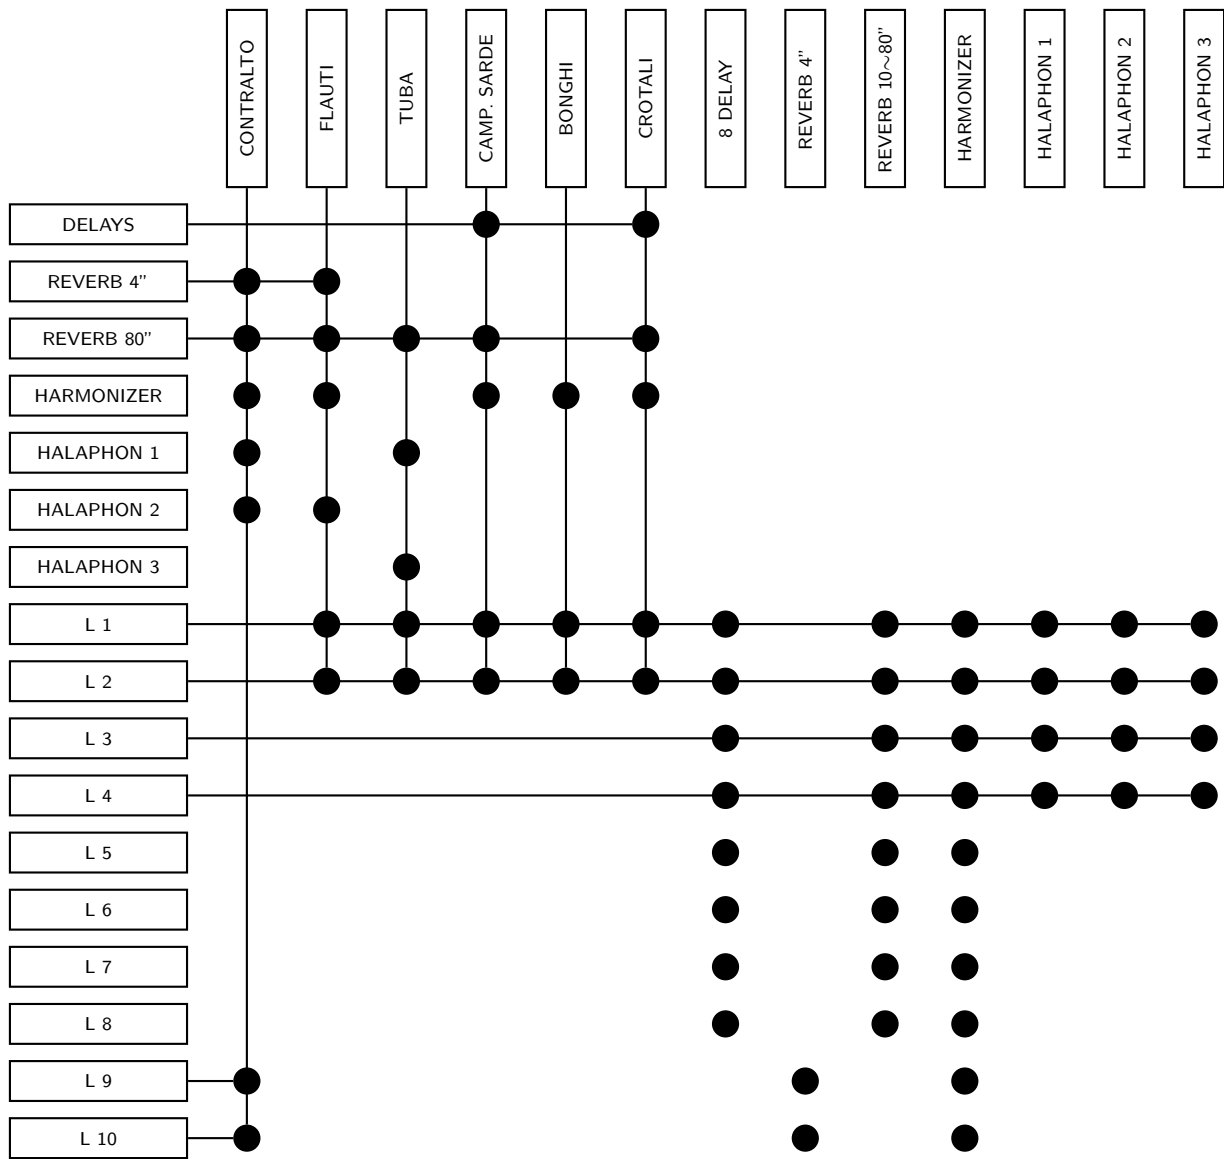 CONTRALTO
FLAUTI
TUBA
CAMP. SARDE
BONGHI
CROTALI
8 DELAY
REVERB 4”
REVERB 10∼80”
HARMONIZER
HALAPHON 1
HALAPHON 2
HALAPHON 3
DELAYS
REVERB 4”
REVERB 80”
HARMONIZER
HALAPHON 1
HALAPHON 2
HALAPHON 3
L 1
L 2
L 3
L 4
L 5
L 6
L 7
L 8
L 9
L 10